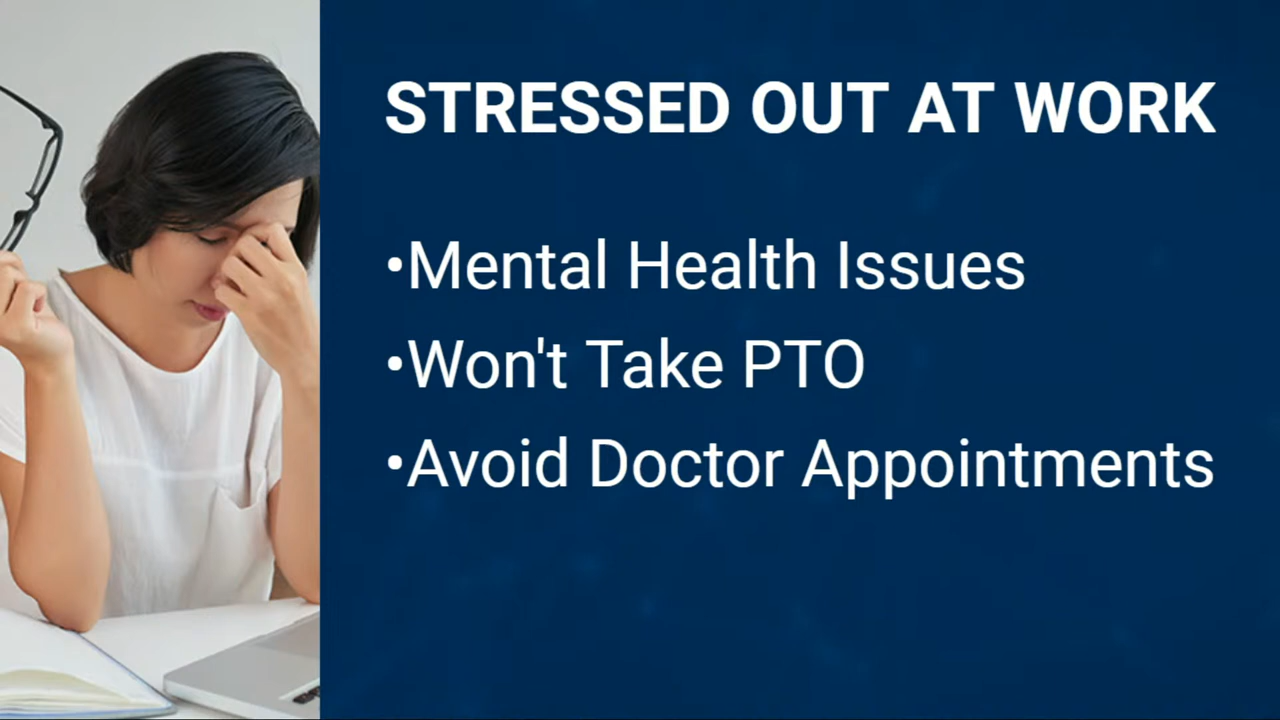 STRESSED OUT AT WORK
•Mental Health Issues
•Won't Take PTO
•Avoid Doctor Appointments